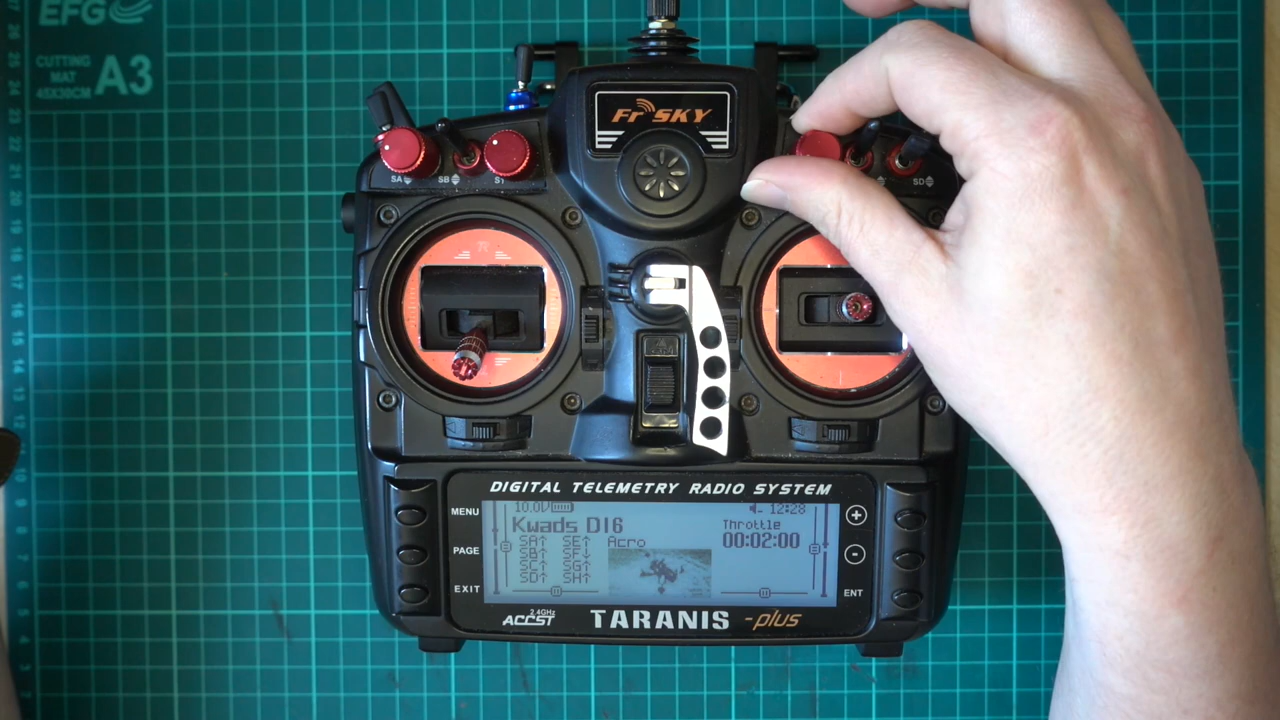 EFG
CUTTING
MAT
45X30CM
A3
FrSKY
SA
SB
S1
SD
DIGITAL TELEMETRY RADIO SYSTEM
MENU
PAGE
EXIT
10.0V
12:28
Kwads D16
Throttle
00:02:00
SA↑ SE↑ Acro
SB↑ SF↓
SC↑ SG↑
SD↑ SH↑
ENT
2.4GHz
ACCST
TARANIS -plus